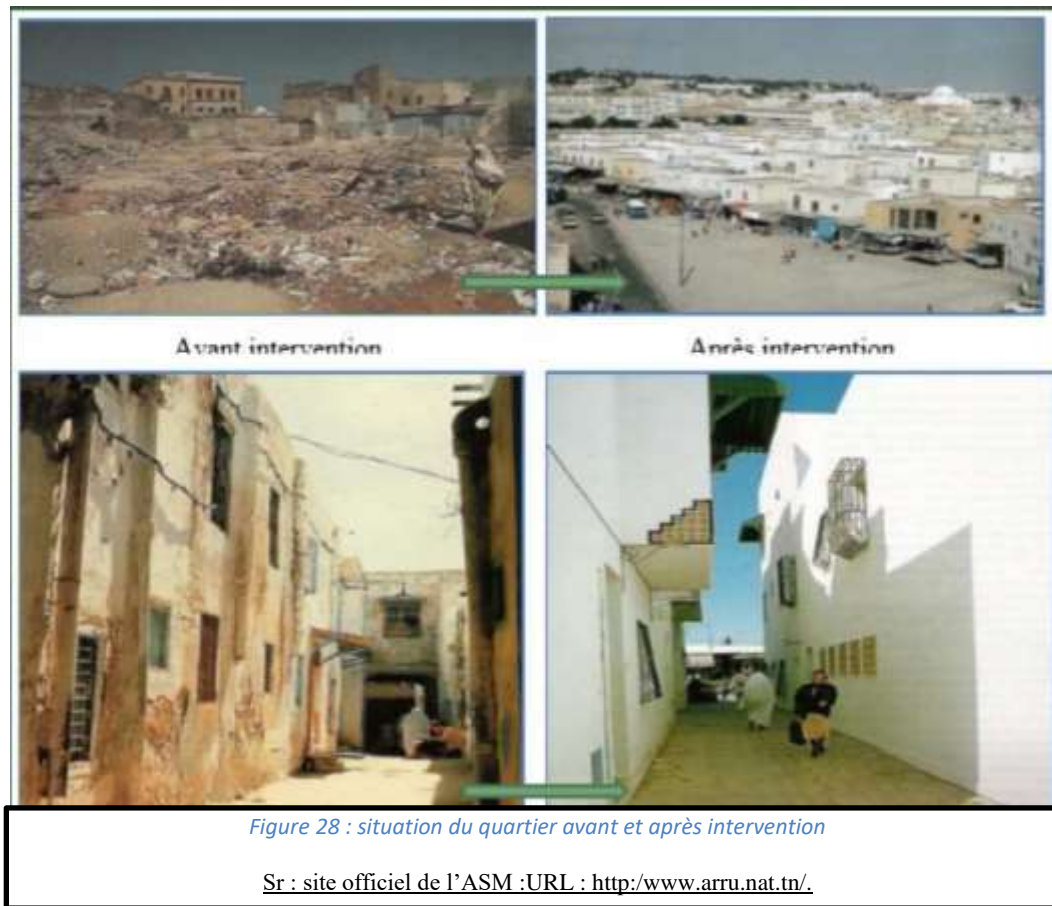 Avant intervention
Après intervention
Figure 28 : situation du quartier avant et après intervention
Sr : site officiel de l’ASM :URL : http:/www.arru.nat.tn/.